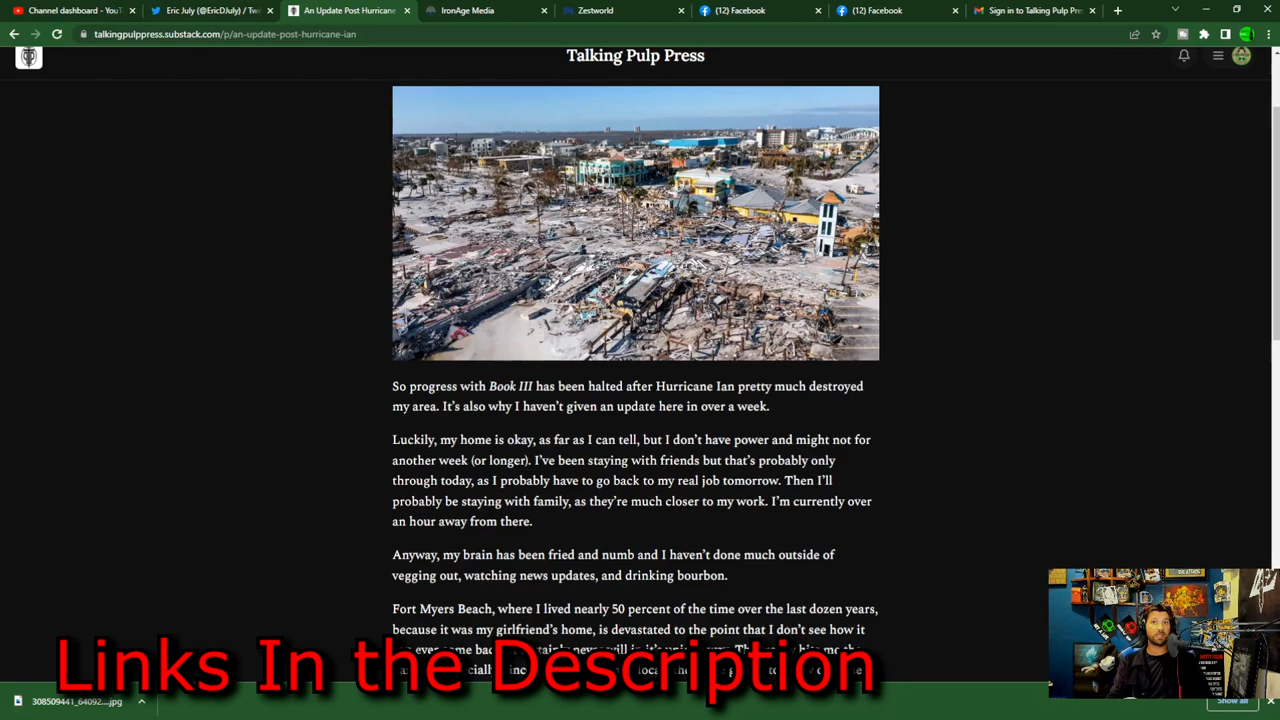 Channel dashboard - YouT
Eric July (@EricDJuly) / Twi
An Update Post Hurricane
IronAge Media
Zestworld
(12) Facebook
(12) Facebook
Sign in to Talking Pulp Pre
talkingpulppress.substack.com/p/an-update-post-hurricane-ian
Talking Pulp Press
So progress with Book III has been halted after Hurricane Ian pretty much destroyed
my area. It's also why I haven't given an update here in over a week.
Luckily, my home is okay, as far as I can tell, but I don't have power and might not for
another week (or longer). I've been staying with friends but that's probably only
through today, as I probably have to go back to my real job tomorrow. Then I'll
probably be staying with family, as they're much closer to my work. I'm currently over
an hour away from there.
Anyway, my brain has been fried and numb and I haven't done much outside of
vegging out, watching news updates, and drinking bourbon.
Fort Myers Beach, where I lived nearly 50 percent of the time over the last dozen years,
because it was my girlfriend's home, is devastated to the point that I don't see how it
Links In the Description
308509441_64092....jpg
Show all